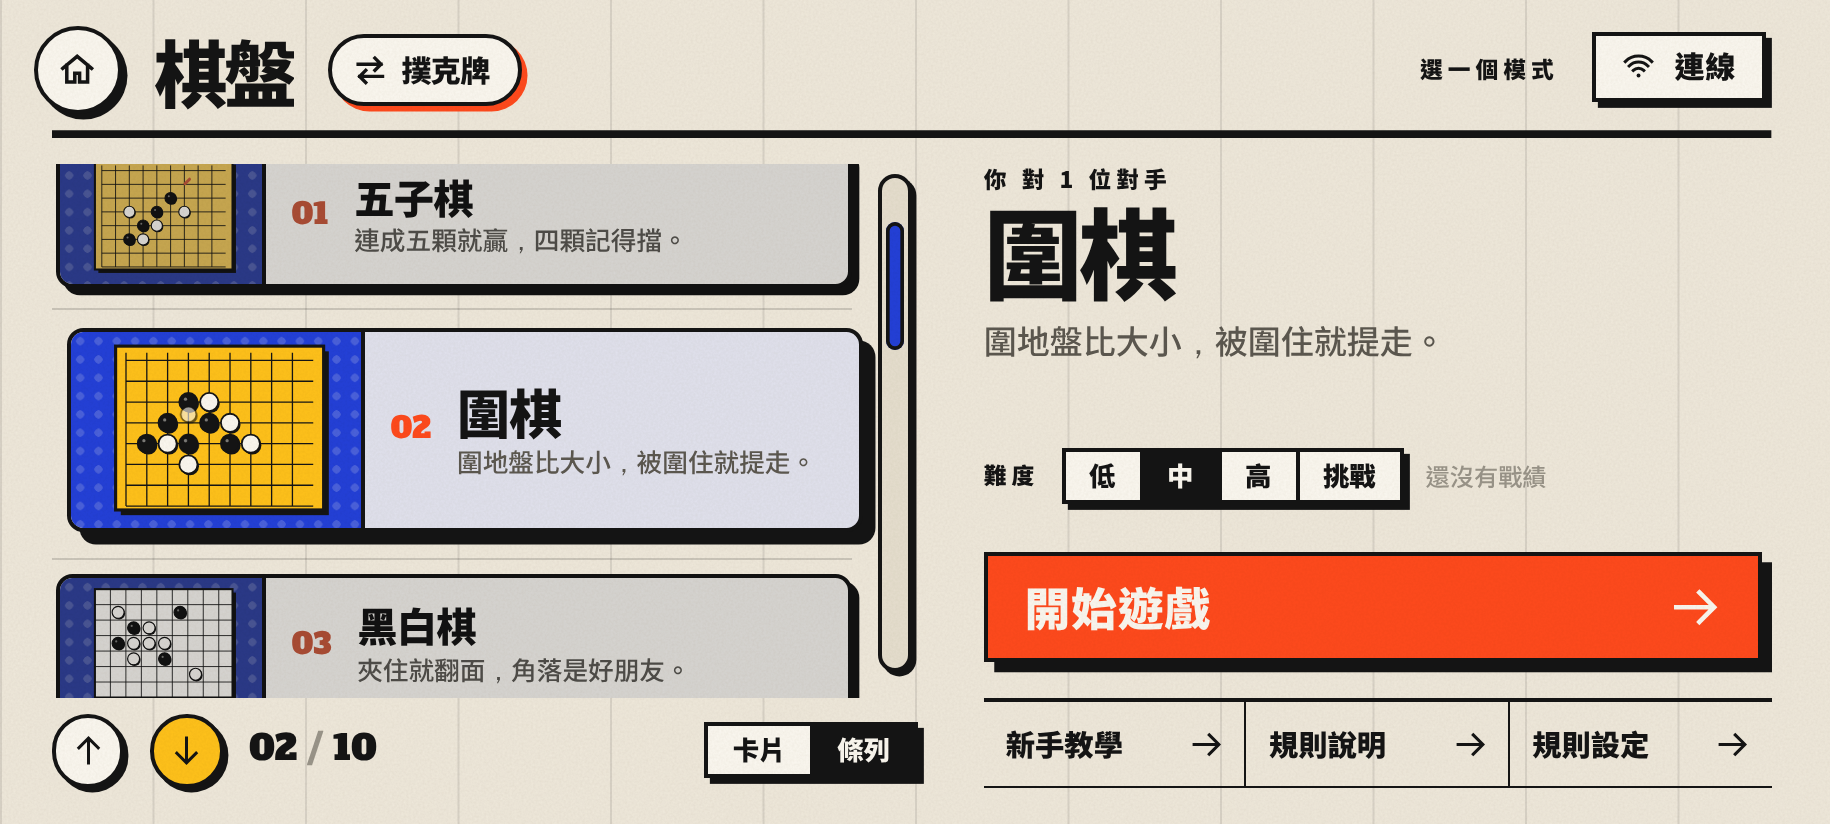 棋盤
撲克牌
選一個模式
連線
01
五子棋
連成五顆就贏，四顆記得擋。
02
圍棋
圍地盤比大小，被圍住就提走。
03
黑白棋
夾住就翻面，角落是好朋友。
02 / 10
卡片
條列
你 對 1 位對手
圍棋
圍地盤比大小，被圍住就提走。
難度
低
中
高
挑戰
還沒有戰績
開始遊戲
新手教學
規則說明
規則設定